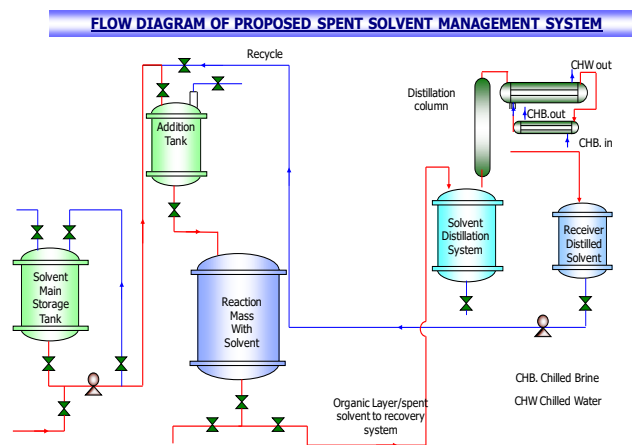 FLOW DIAGRAM OF PROPOSED SPENT SOLVENT MANAGEMENT SYSTEM
Recycle
CHW out
Distillation
column
CHB.out
CHB. in
Addition
Tank
Solvent
Distillation
System
Receiver
Distilled
Solvent
Solvent
Main
Storage
Tank
Reaction
Mass
With
Solvent
CHB. Chilled Brine
CHW Chilled Water
Organic Layer/spent
solvent to recovery
system